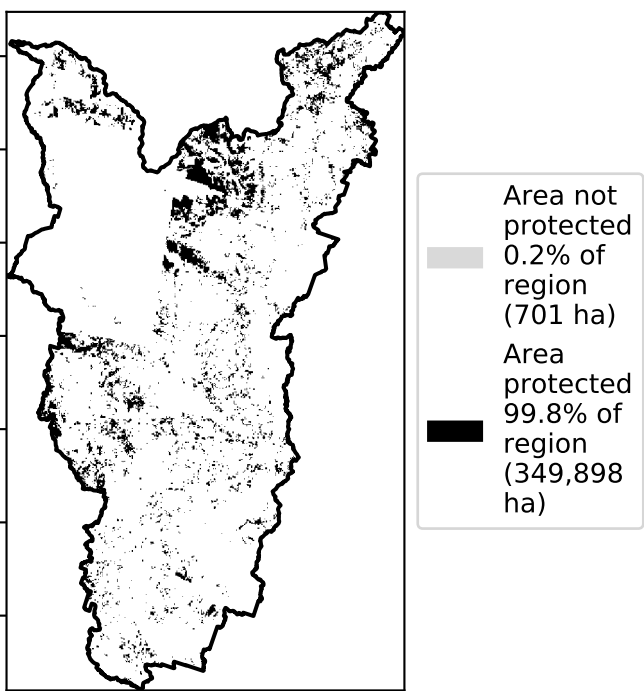 Area not
protected
0.2% of
region
(701 ha)
Area
protected
99.8% of
region
(349,898
ha)